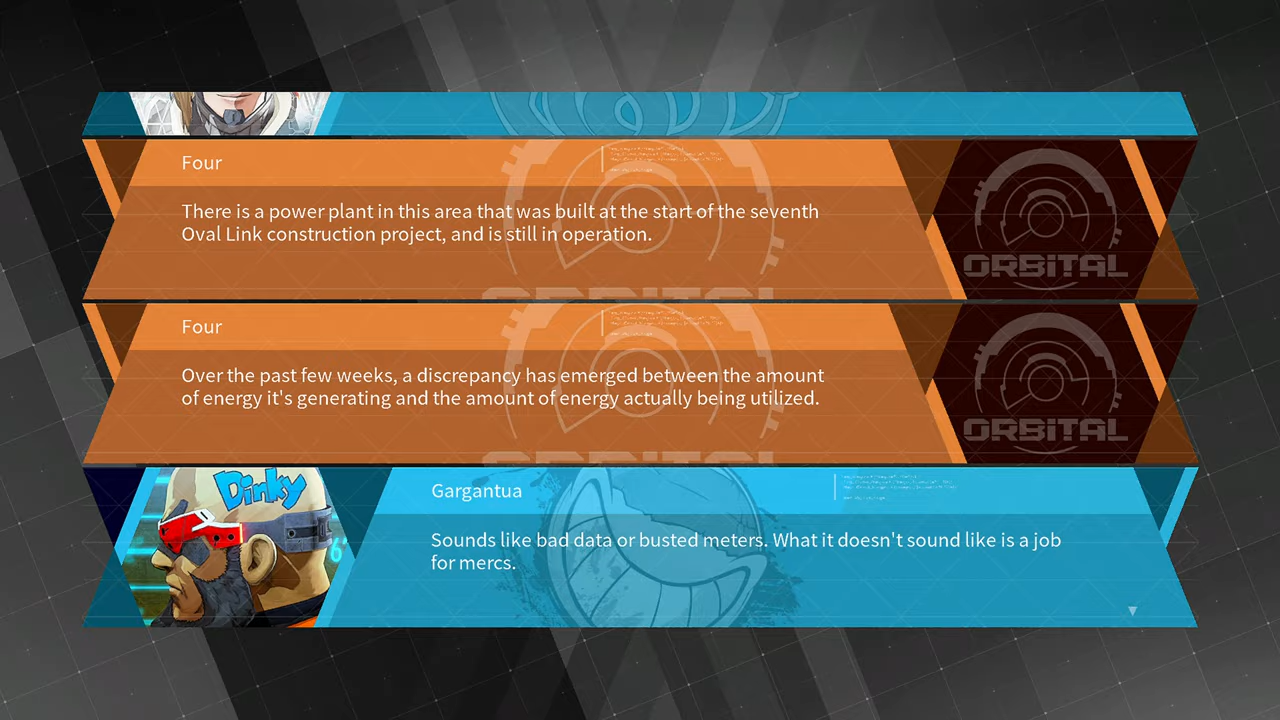 Four
There is a power plant in this area that was built at the start of the seventh
Oval Link construction project, and is still in operation.
ORBITAL
ORBITAL
Four
Over the past few weeks, a discrepancy has emerged between the amount
of energy it's generating and the amount of energy actually being utilized.
ORBITAL
ORBITAL
Dinky
Gargantua
Sounds like bad data or busted meters. What it doesn't sound like is a job
for mercs.